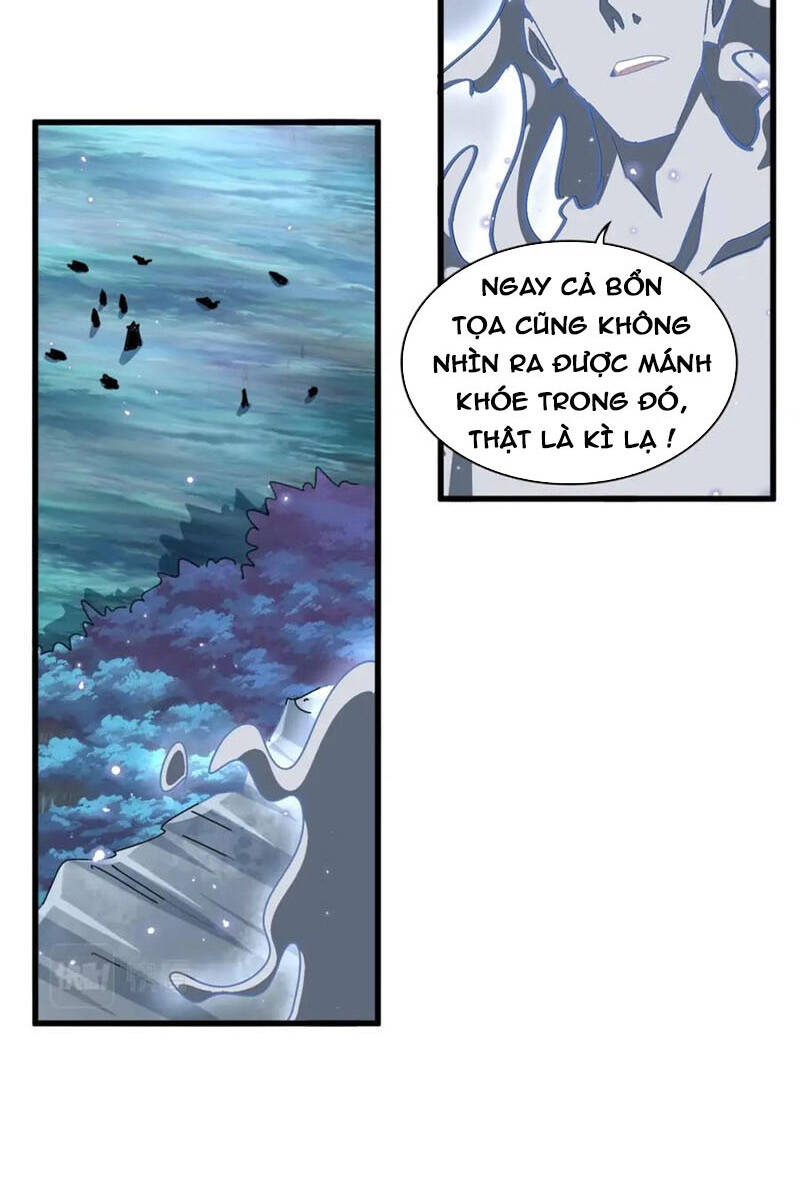 NGAY CẢ BỔN
TỌA CŨNG KHÔNG
NHÌN RA ĐƯỢC MÁNH
KHÓE TRONG ĐÓ,
THẬT LÀ KÌ LẠ !